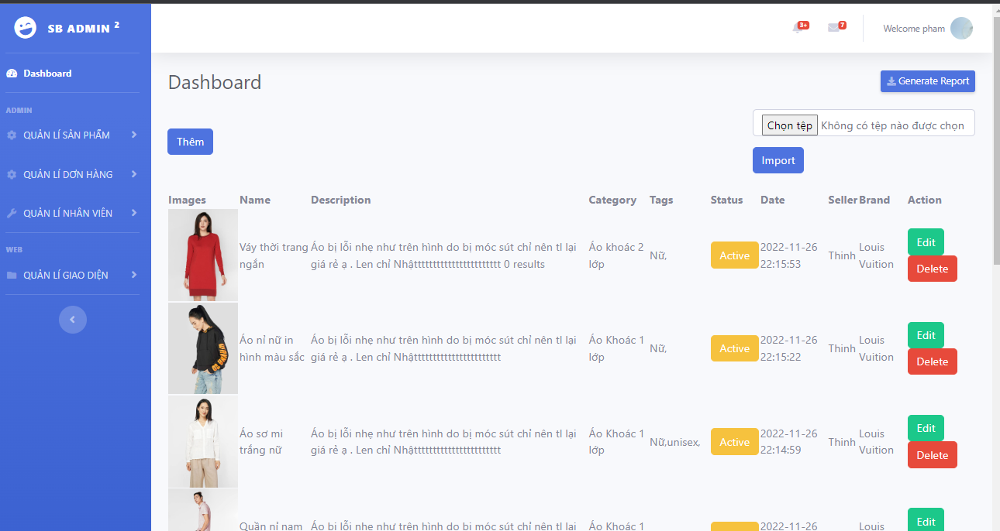 SB ADMIN 2
3+
7
Welcome pham
Dashboard
Dashboard
Generate Report
ADMIN
QUẢN LÍ SẢN PHẨM
QUẢN LÍ DƠN HÀNG
QUẢN LÍ NHÂN VIÊN
WEB
QUẢN LÍ GIAO DIỆN
Chọn tệp Không có tệp nào được chọn
Thêm
Import
Images Name Description Category Tags Status Date Seller Brand Action
Váy thời trang Áo bị lỗi nhẹ như trên hình do bị móc sút chỉ nên tl lại Áo khoác 2 2022-11-26 Louis Edit
ngắn giá rẻ ạ . Len chỉ Nhậttttttttttttttttttttttt 0 results lớp Nữ, Active 22:15:53 Thinh Vuition Delete
Áo nỉ nữ in Áo bị lỗi nhẹ như trên hình do bị móc sút chỉ nên tl lại Áo Khoác 1 2022-11-26 Louis Edit
hình màu sắc giá rẻ ạ . Len chỉ Nhậttttttttttttttttttttttt lớp Nữ, Active 22:15:22 Thinh Vuition Delete
Áo sơ mi Áo bị lỗi nhẹ như trên hình do bị móc sút chỉ nên tl lại Áo Khoác 1 2022-11-26 Louis Edit
trắng nữ giá rẻ ạ . Len chỉ Nhậttttttttttttttttttttttt lớp Nữ,unisex, Active 22:14:59 Thinh Vuition Delete
Quần nỉ nam Áo bị lỗi nhẹ như trên hình do bị móc sút chỉ nên tl lại Áo Khoác 1 2022-11-26 Louis Edit